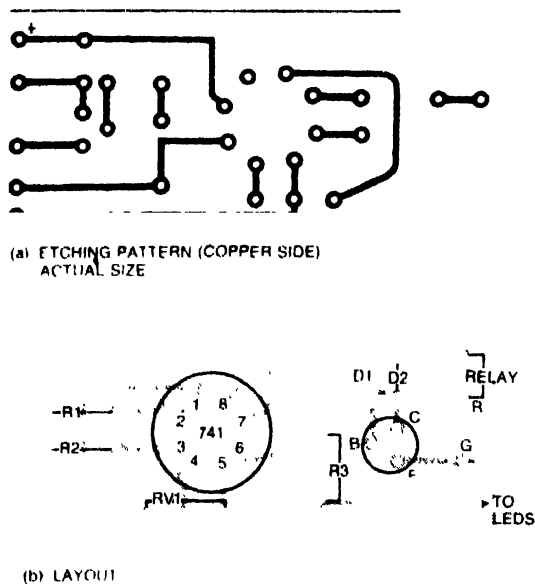 +
(a) ETCHING PATTERN (COPPER SIDE)
ACTUAL SIZE
D1 D2
RELAY
R
1 8
R1
2 741 7
C
R2
3 6
B
G
4 5
R3
E
RV1
TO
LEDS
(b) LAYOUT